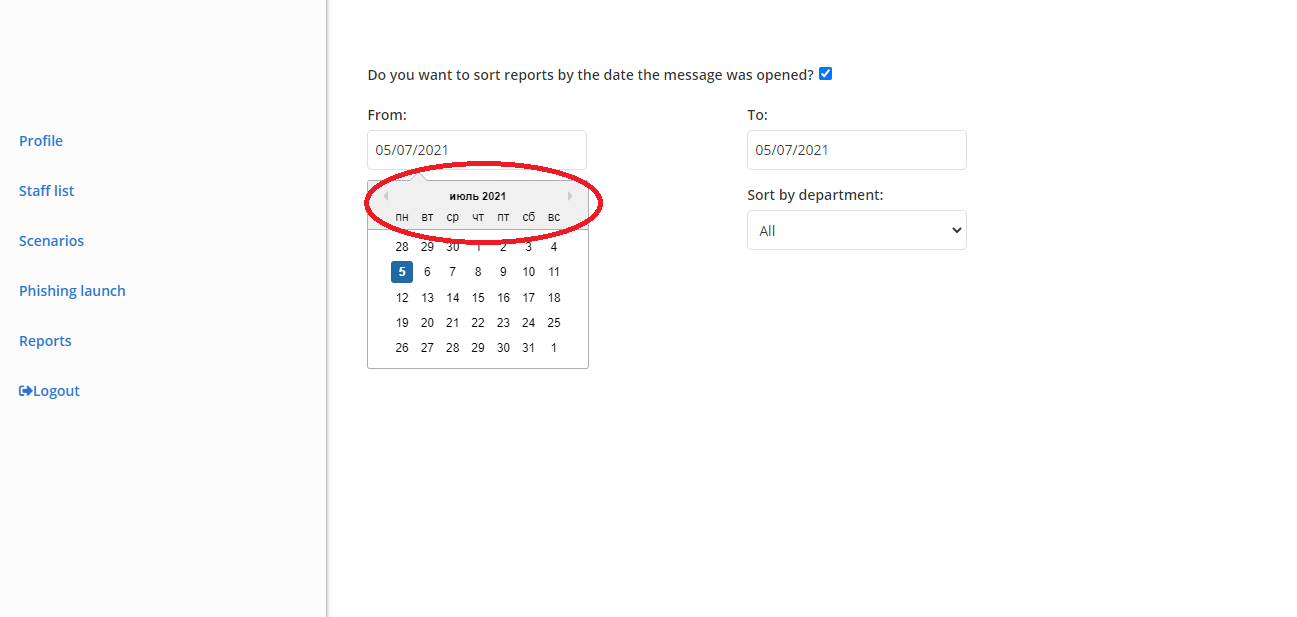 Profile
Staff list
Scenarios
Phishing launch
Reports
Logout
Do you want to sort reports by the date the message was opened?
From:
05/07/2021
июль 2021
пн вт ср чт пт сб вс
28 29 30 1 2 3 4
5 6 7 8 9 10 11
12 13 14 15 16 17 18
19 20 21 22 23 24 25
26 27 28 29 30 31 1
To:
05/07/2021
Sort by department:
All